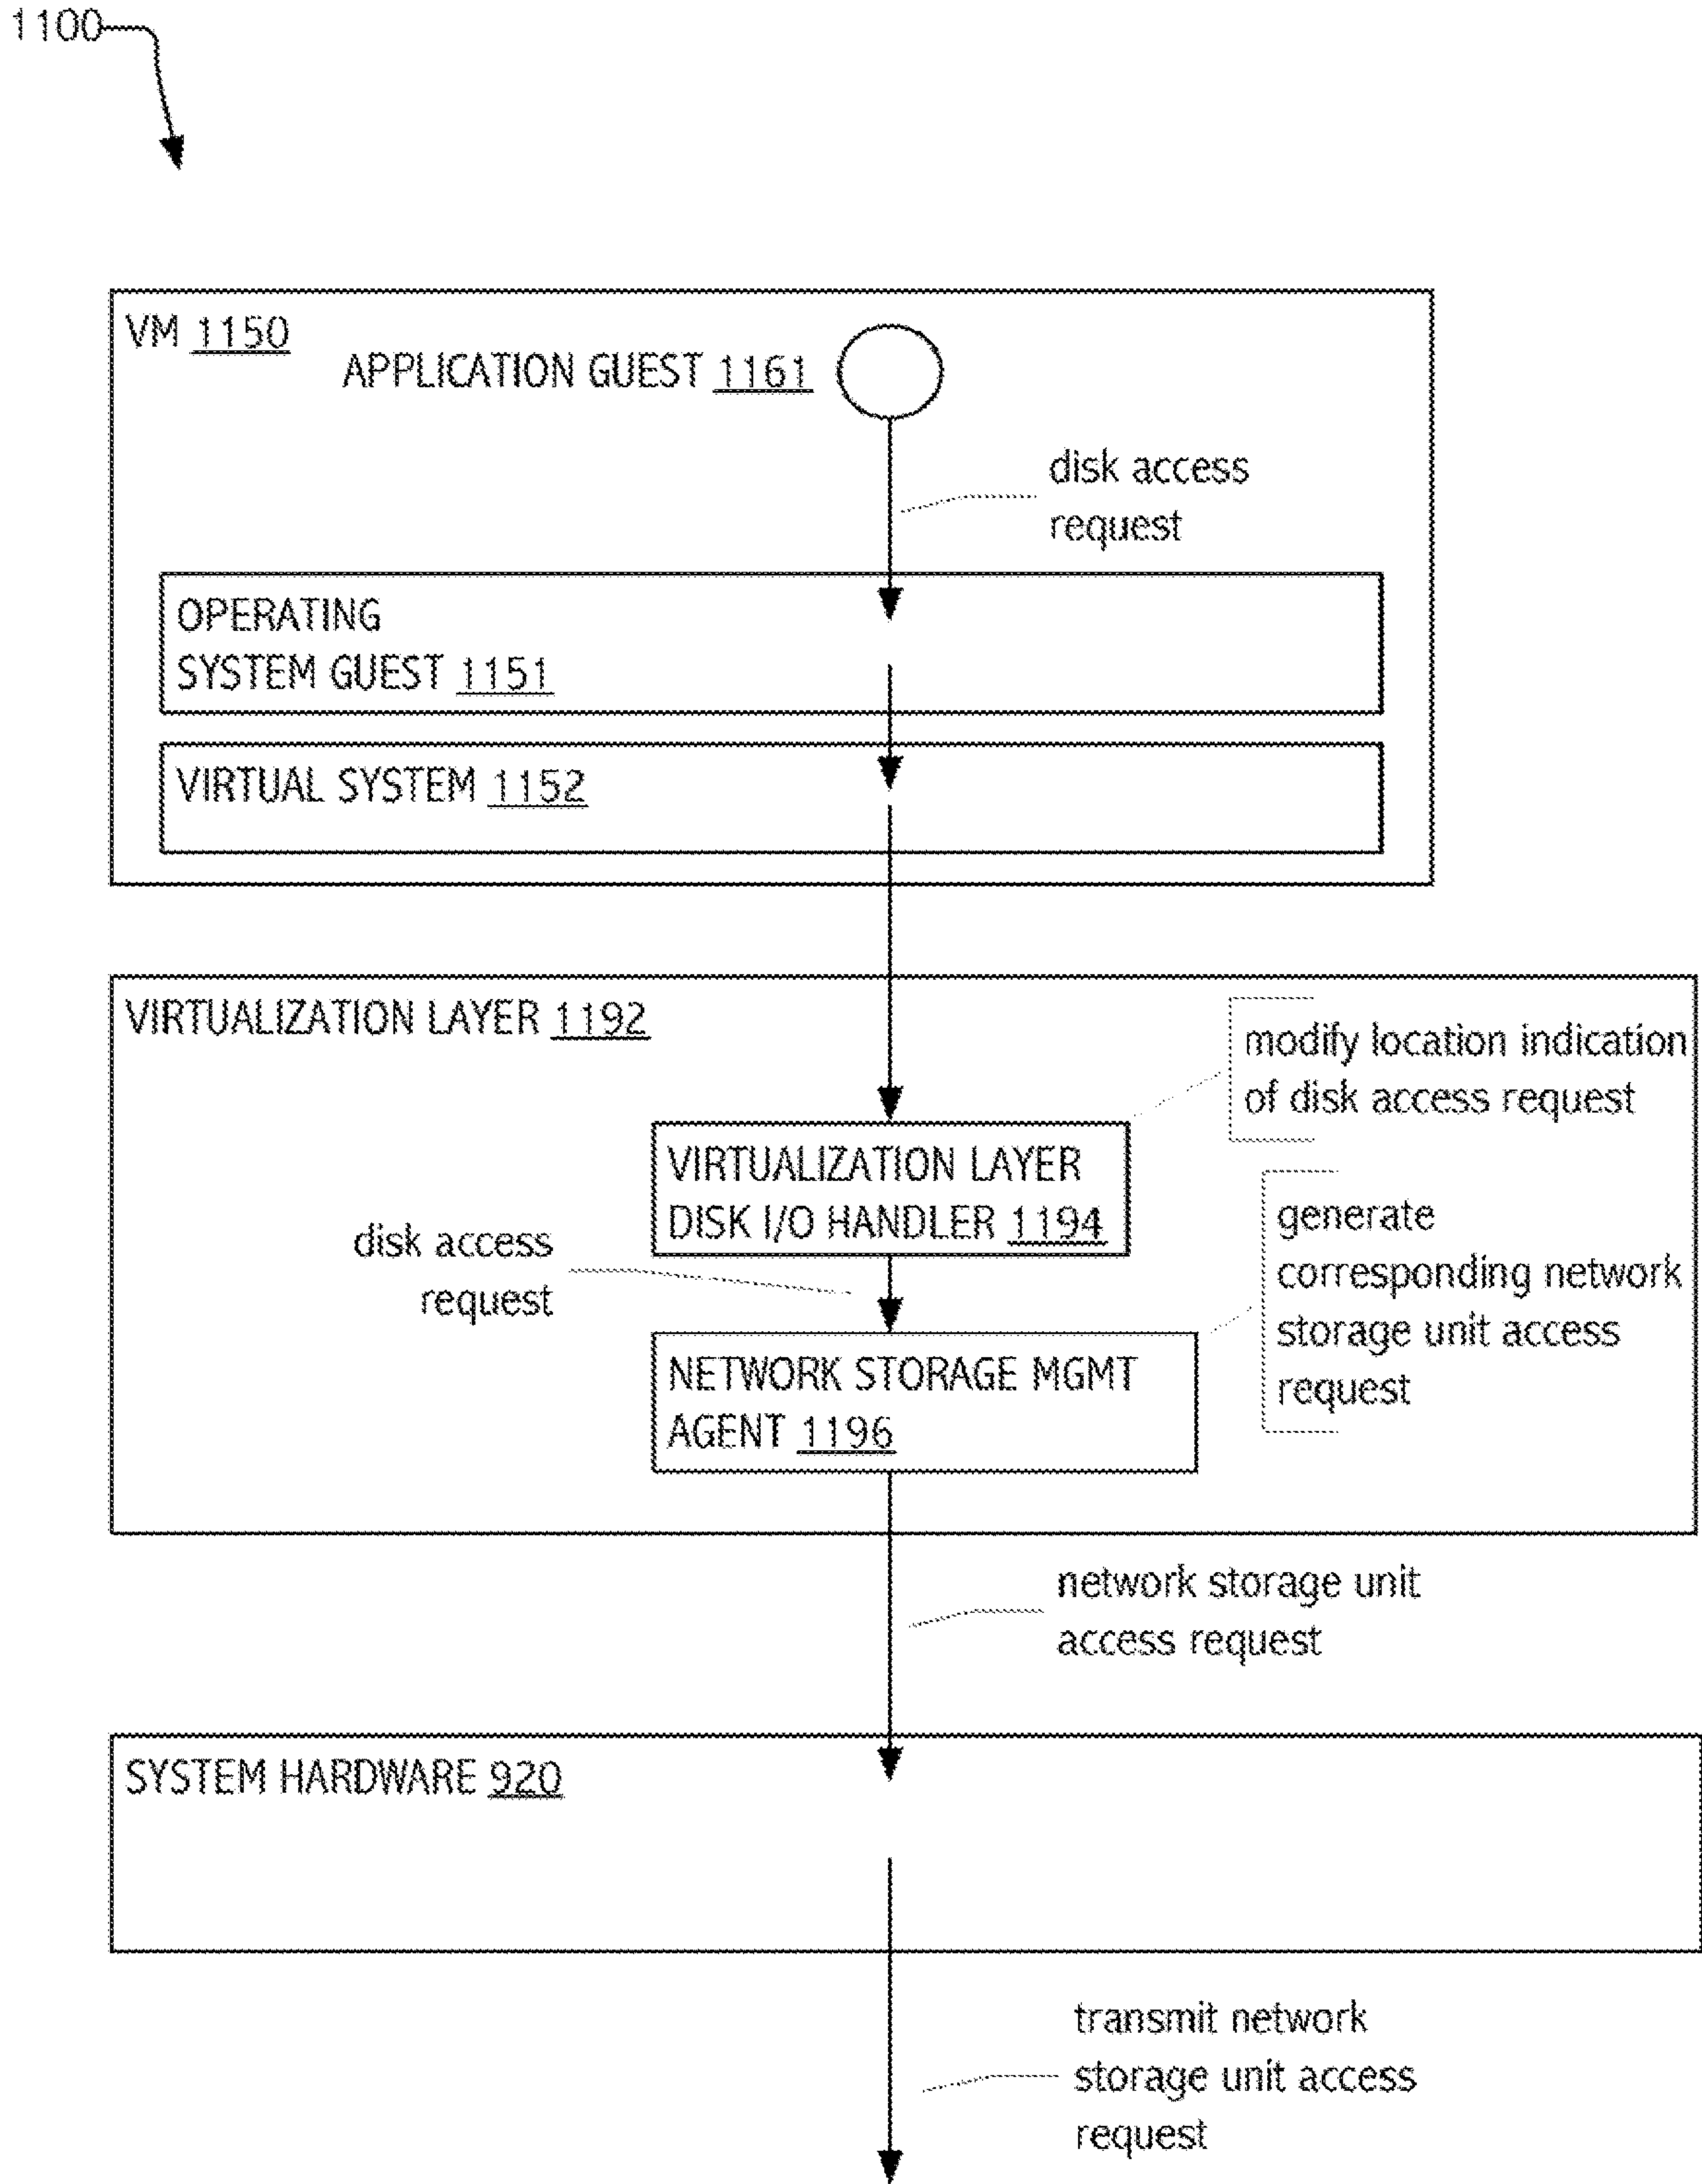 1100
VM 1150
APPLICATION GUEST 1161
disk access
request
OPERATING
SYSTEM GUEST 1151
VIRTUAL SYSTEM 1152
VIRTUALIZATION LAYER 1192
modify location indication
of disk access request
VIRTUALIZATION LAYER
DISK I/O HANDLER 1194
disk access
request
generate
corresponding network
storage unit access
request
NETWORK STORAGE MGMT
AGENT 1196
network storage unit
access request
SYSTEM HARDWARE 920
transmit network
storage unit access
request